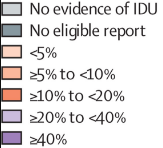 No evidence of IDU
No eligible report
<5%
≥5% to <10%
≥10% to <20%
≥20% to <40%
≥40%